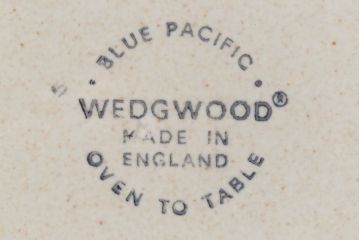 · BLUE PACIFIC ·
WEDGWOOD®
MADE IN
ENGLAND
OVEN TO TABLE